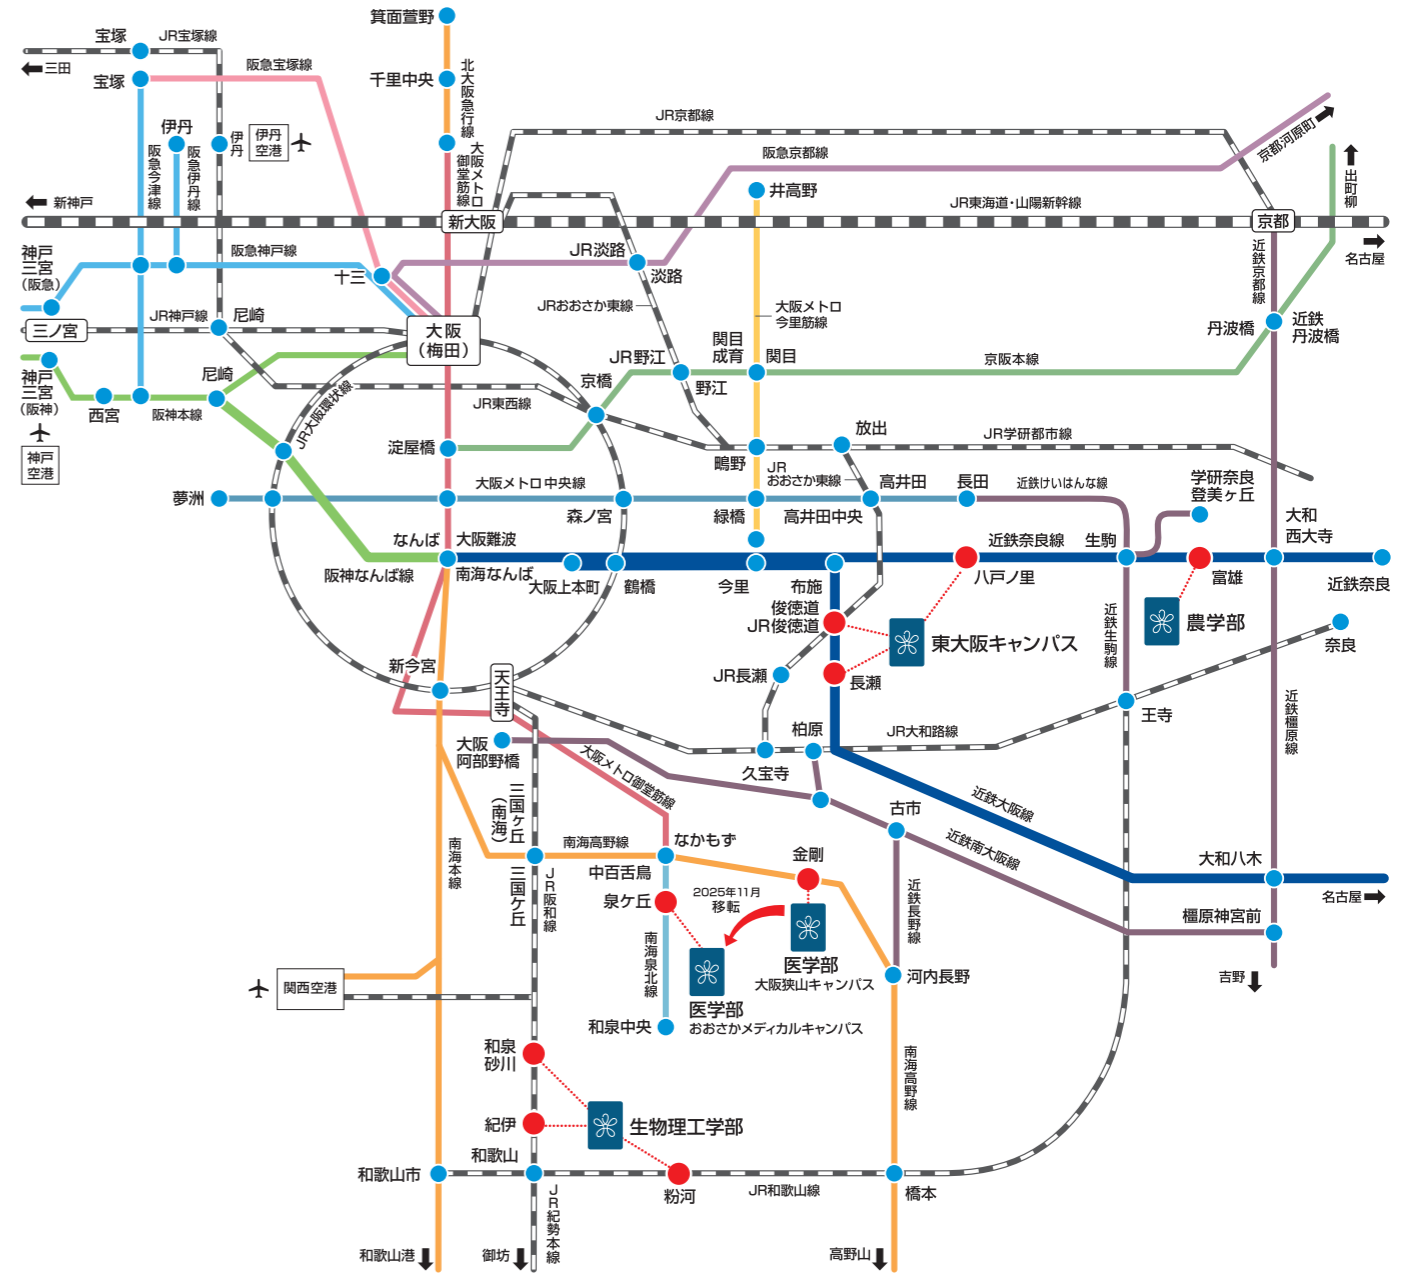 箕面萱野
宝塚
JR宝塚線
三田
宝塚
阪急宝塚線
千里中央
北大阪急行線
伊丹
伊丹
伊丹
空港
阪急今津線
阪急伊丹線
大阪メトロ
御堂筋線
JR京都線
阪急京都線
京都河原町
出町柳
井高野
新神戸
新大阪
JR東海道・山陽新幹線
京都
名古屋
神戸
三宮
（阪急）
阪急神戸線
十三
JR淡路
淡路
近鉄京都線
JRおおさか東線
大阪メトロ
今里筋線
三ノ宮
JR神戸線
尼崎
大阪
（梅田）
丹波橋
近鉄
丹波橋
関目
成育
関目
京阪本線
JR野江
野江
神戸
三宮
（阪神）
西宮
阪神本線
尼崎
JR大阪環状線
JR東西線
京橋
神戸
空港
淀屋橋
鴫野
放出
JR学研都市線
JR
おおさか東線
夢洲
大阪メトロ中央線
森ノ宮
緑橋
高井田
高井田中央
長田
近鉄けいはんな線
学研奈良
登美ヶ丘
なんば
大阪難波
阪神なんば線
南海なんば
大阪上本町
鶴橋
今里
布施
近鉄奈良線
八戸ノ里
生駒
富雄
大和
西大寺
近鉄奈良
俊徳道
JR俊徳道
東大阪キャンパス
農学部
近鉄生駒線
奈良
新今宮
天王寺
JR長瀬
長瀬
王寺
近鉄橿原線
大阪
阿部野橋
大阪メトロ御堂筋線
久宝寺
柏原
JR大和路線
近鉄大阪線
三国ヶ丘
（南海）
古市
近鉄南大阪線
南海本線
南海高野線
なかもず
中百舌鳥
金剛
大和八木
名古屋
三国ヶ丘
JR阪和線
泉ケ丘
2025年11月
移転
近鉄長野線
橿原神宮前
南海泉北線
医学部
大阪狭山キャンパス
河内長野
吉野
関西空港
医学部
おおさかメディカルキャンパス
和泉中央
和泉
砂川
南海高野線
紀伊
生物理工学部
和歌山市
和歌山
粉河
JR和歌山線
橋本
JR紀勢本線
和歌山港
御坊
高野山